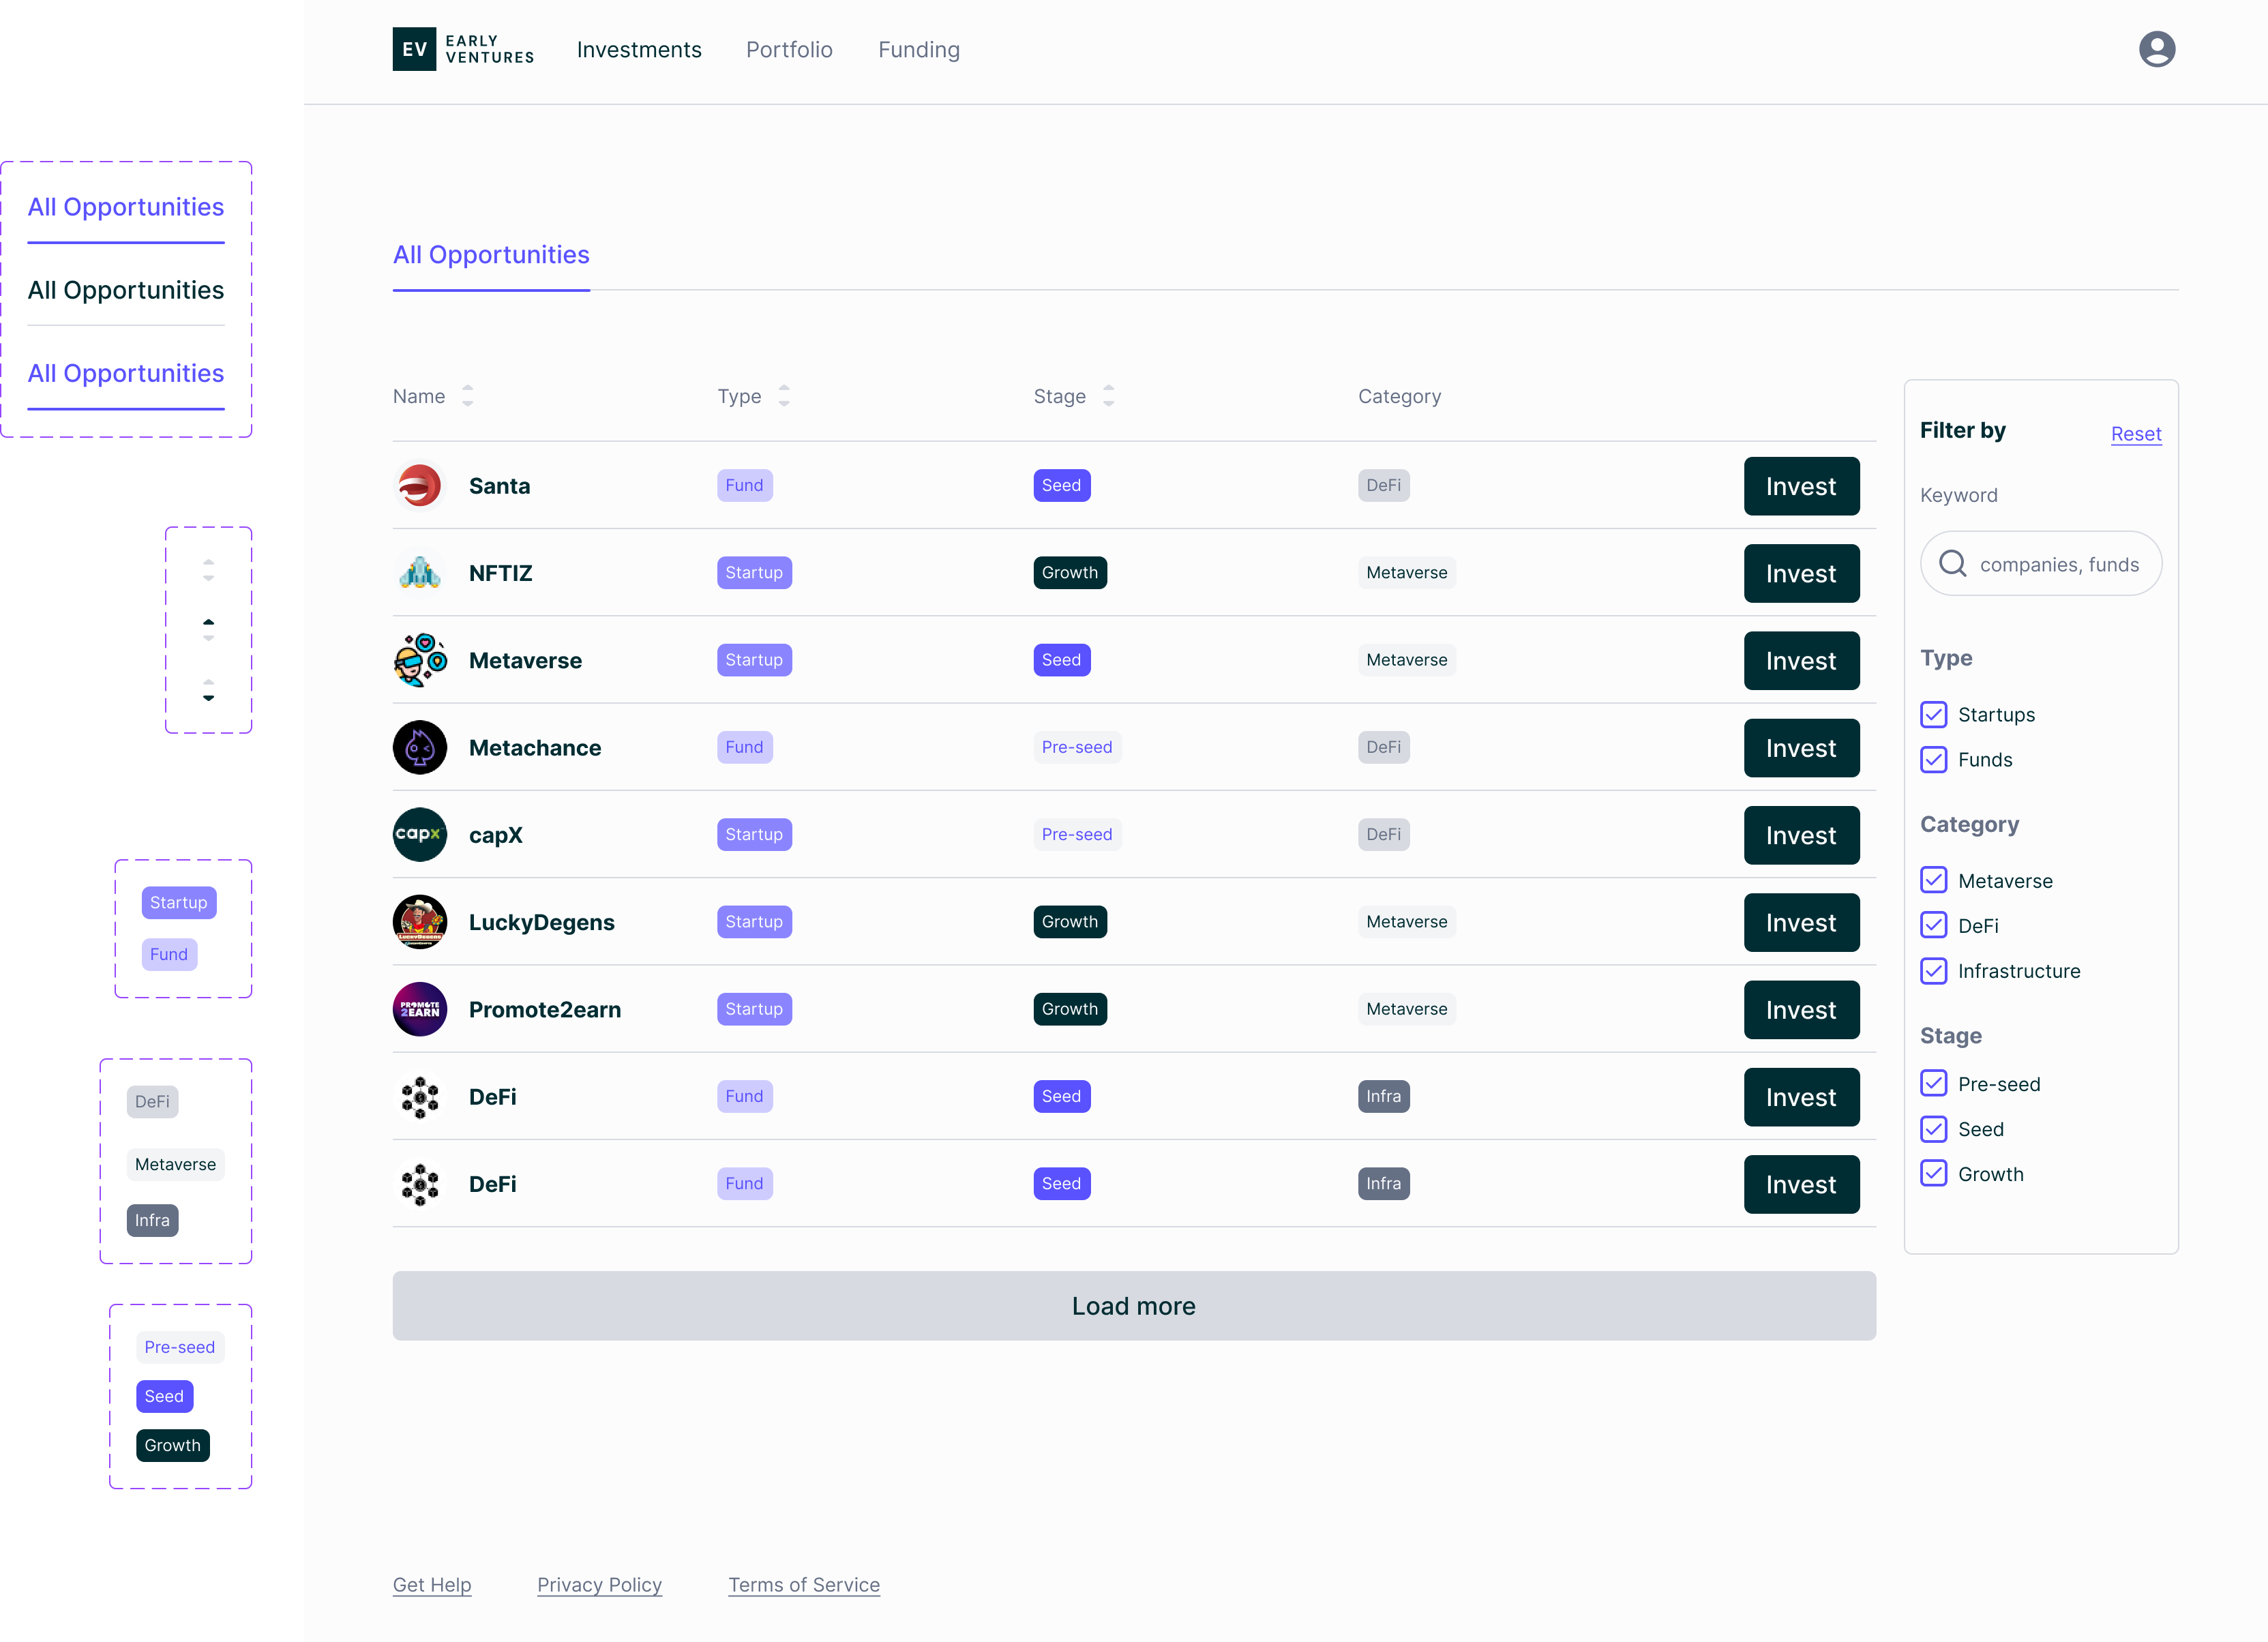 EV EARLY VENTURES
Investments
Portfolio
Funding
All Opportunities
All Opportunities
All Opportunities
Startup
Fund
DeFi
Metaverse
Infra
Pre-seed
Seed
Growth
All Opportunities
Name Type Stage Category
Santa Fund Seed DeFi Invest
NFTIZ Startup Growth Metaverse Invest
Metaverse Startup Seed Metaverse Invest
Metachance Fund Pre-seed DeFi Invest
capx capX Startup Pre-seed DeFi Invest
LuckyDegens LuckyDegens Startup Growth Metaverse Invest
PROMOTE 2EARN Promote2earn Startup Growth Metaverse Invest
DeFi Fund Seed Infra Invest
DeFi Fund Seed Infra Invest
Load more
Filter by Reset
Keyword
companies, funds
Type
Startups
Funds
Category
Metaverse
DeFi
Infrastructure
Stage
Pre-seed
Seed
Growth
Get Help Privacy Policy Terms of Service